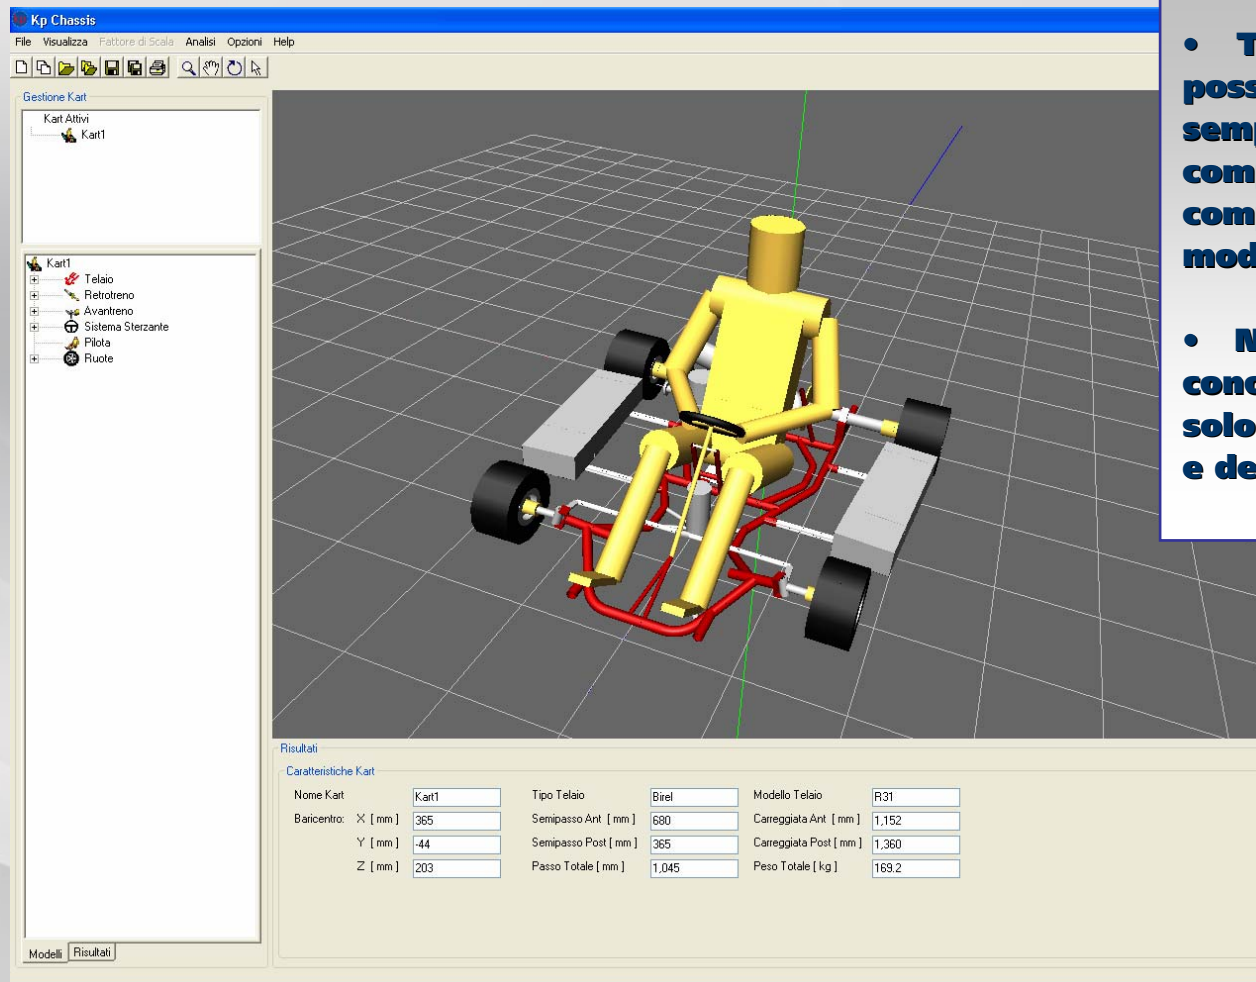 Kp Chassis
File Visualizza Fattore di Scala Analisi Opzioni Help
Gestione Kart
Kart Attivi
Kart1
Kart1
Telaio
Retrotreno
Avantreno
Sistema Sterzante
Pilota
Ruote
Modelli Risultati
Risultati
Caratteristiche Kart
Nome Kart Kart1 Tipo Telaio Birel Modello Telaio R31
Baricentro: X [ mm ] 365 Semipasso Ant [ mm ] 680 Carreggiata Ant [ mm ] 1,152
Y [ mm ] -44 Semipasso Post [ mm ] 365 Carreggiata Post [ mm ] 1,360
Z [ mm ] 203 Passo Totale [ mm ] 1,045 Peso Totale [ kg ] 169.2
solo
e